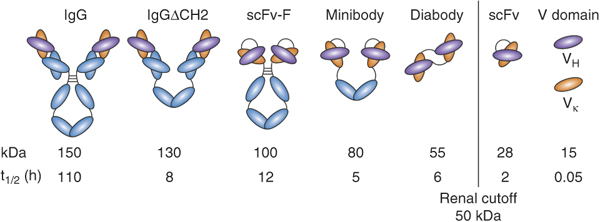 IgG IgGΔCH2 scFv-F Minibody Diabody scFv V domain
V_H
V_κ
kDa 150 130 100 80 55 28 15
t_1/2 (h) 110 8 12 5 6 2 0.05
Renal cutoff
50 kDa